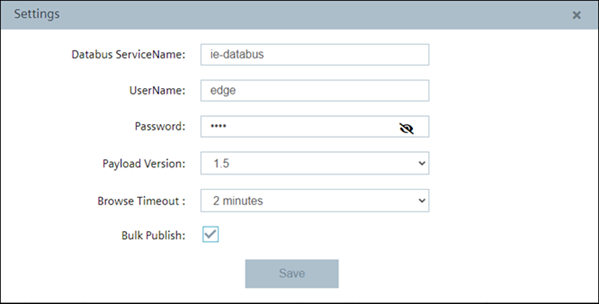 Settings
Databus ServiceName: ie-databus
UserName: edge
Password: ••••
Payload Version: 1.5
Browse Timeout : 2 minutes
Bulk Publish:
Save